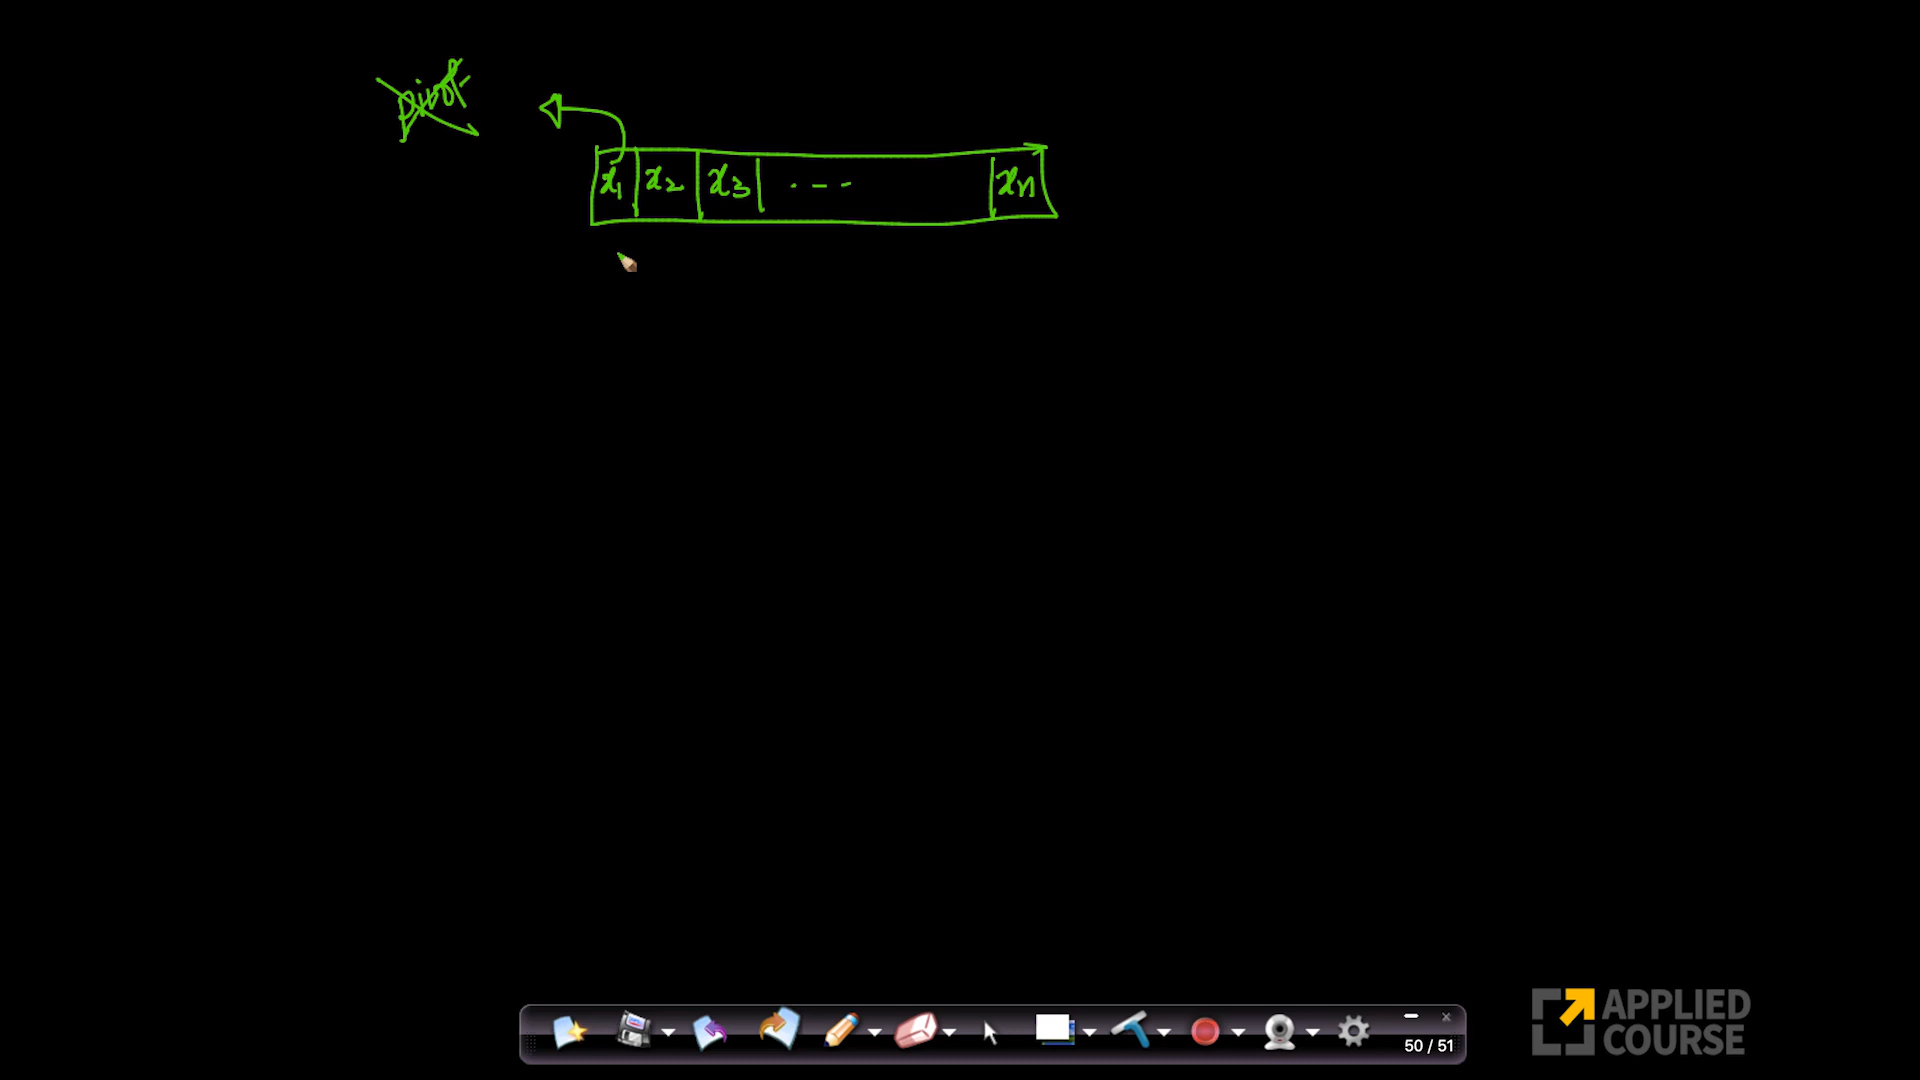 pivot
x1 x2 x3 . - - xn
50 / 51
APPLIED
COURSE